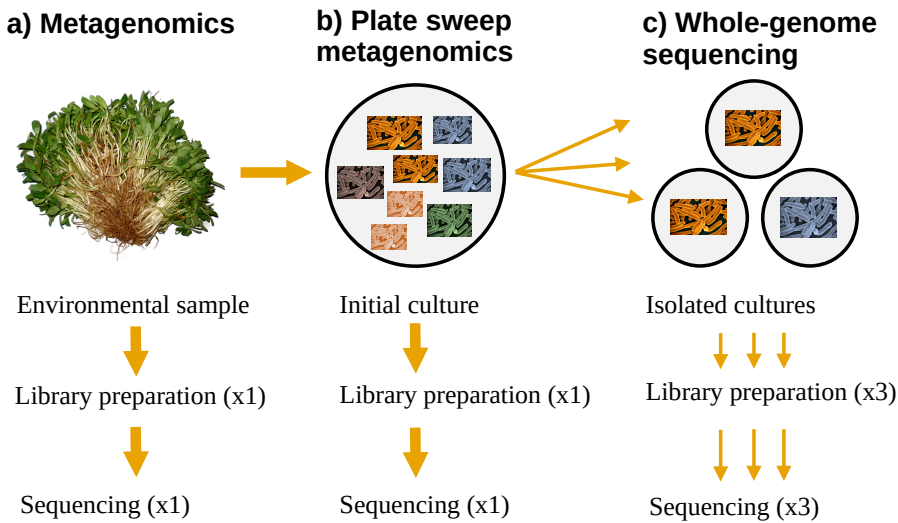 a) Metagenomics
b) Plate sweep
metagenomics
c) Whole-genome
sequencing
Environmental sample
Initial culture
Isolated cultures
Library preparation (x1)
Library preparation (x1)
Library preparation (x3)
Sequencing (x1)
Sequencing (x1)
Sequencing (x3)